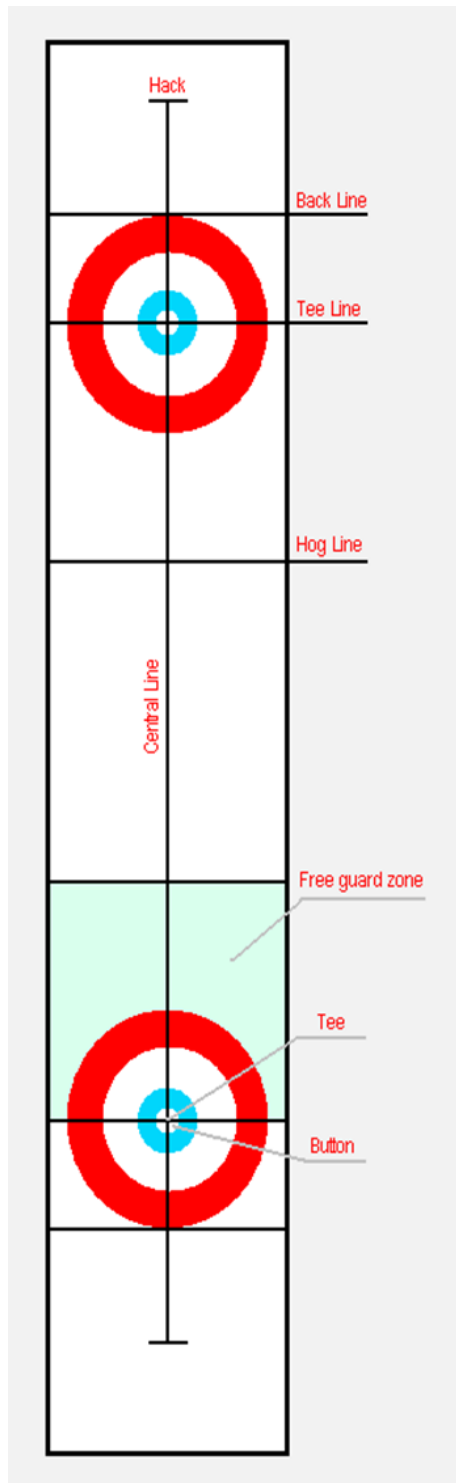 Hack
Back Line
Tee Line
Hog Line
Central Line
Free guard zone
Tee
Button